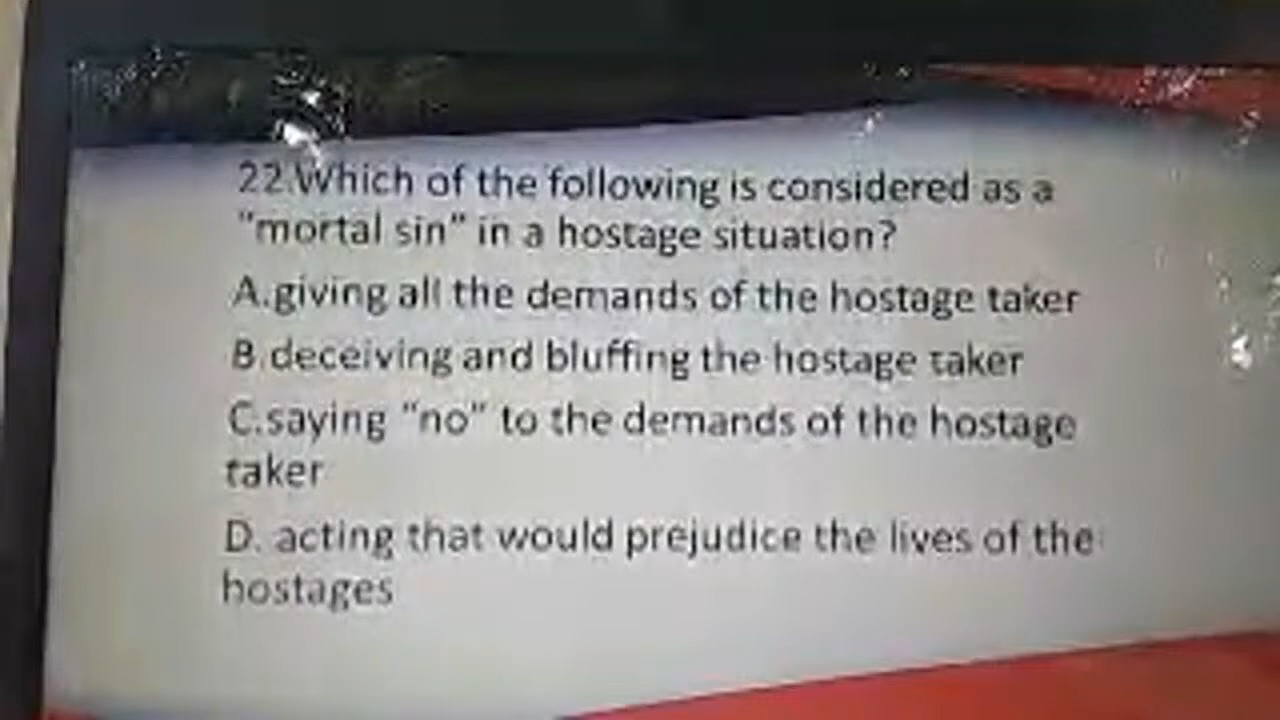 22.Which of the following is considered as a
"mortal sin" in a hostage situation?
A.giving all the demands of the hostage taker
B.deceiving and bluffing the hostage taker
C.saying "no" to the demands of the hostage
taker
D. acting that would prejudice the lives of the
hostages